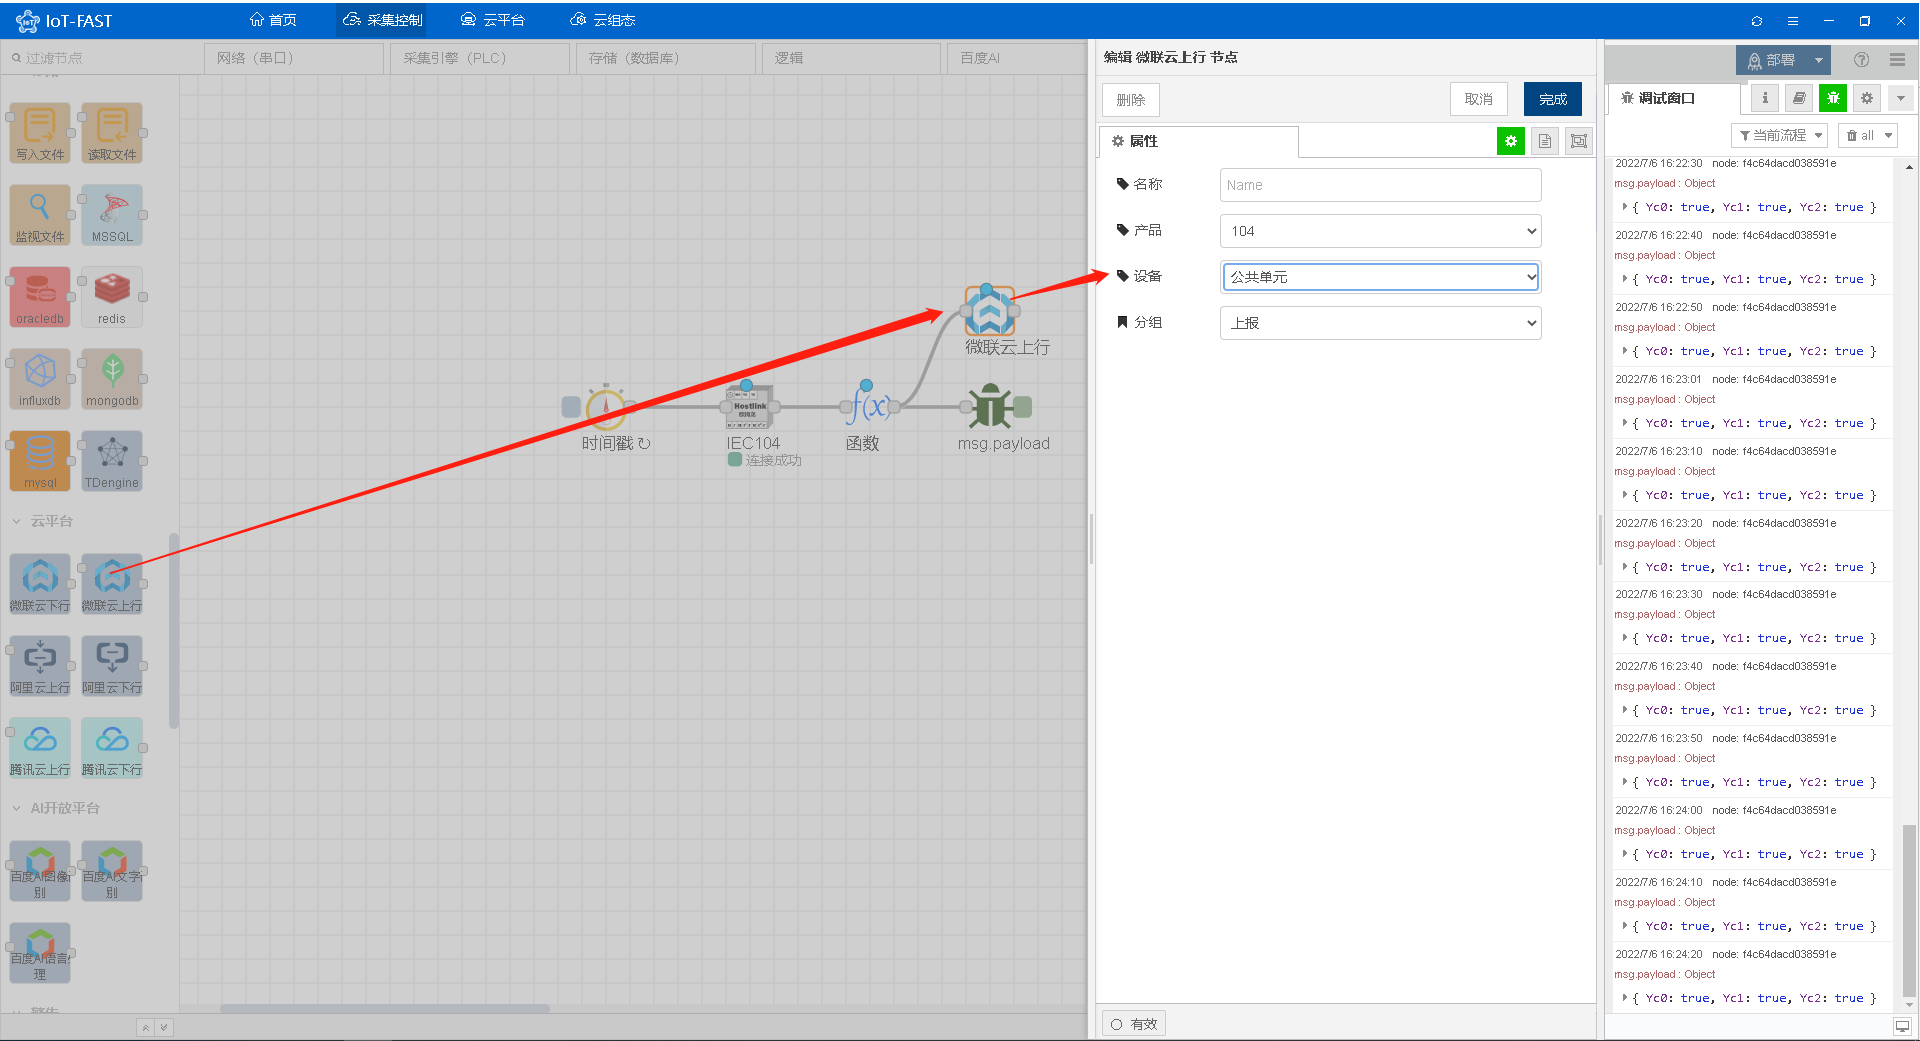 IoT-FAST
首页
采集控制
云平台
云组态
过滤节点
网络（串口）
采集引擎（PLC）
存储（数据库）
逻辑
百度AI
写入文件
读取文件
监视文件
MSSQL
oracledb
redis
influxdb
mongodb
mysql
TDengine
云平台
微联云下行
微联云上行
阿里云上行
阿里云下行
腾讯云上行
腾讯云下行
AI开放平台
百度AI图像
别
百度AI文字
别
百度AI语言
理
时间戳 ↻
Hostlink
IEC104
连接成功
f(x)
函数
微联云上行
msg.payload
编辑 微联云上行 节点
删除
取消
完成
属性
名称
Name
产品
104
设备
公共单元
分组
上报
有效
部署
调试窗口
当前流程
all
2022/7/6 16:22:30 node: f4c64dacd038591e
msg.payload : Object
{ Yc0: true, Yc1: true, Yc2: true }
2022/7/6 16:22:40 node: f4c64dacd038591e
msg.payload : Object
{ Yc0: true, Yc1: true, Yc2: true }
2022/7/6 16:22:50 node: f4c64dacd038591e
msg.payload : Object
{ Yc0: true, Yc1: true, Yc2: true }
2022/7/6 16:23:01 node: f4c64dacd038591e
msg.payload : Object
{ Yc0: true, Yc1: true, Yc2: true }
2022/7/6 16:23:10 node: f4c64dacd038591e
msg.payload : Object
{ Yc0: true, Yc1: true, Yc2: true }
2022/7/6 16:23:20 node: f4c64dacd038591e
msg.payload : Object
{ Yc0: true, Yc1: true, Yc2: true }
2022/7/6 16:23:30 node: f4c64dacd038591e
msg.payload : Object
{ Yc0: true, Yc1: true, Yc2: true }
2022/7/6 16:23:40 node: f4c64dacd038591e
msg.payload : Object
{ Yc0: true, Yc1: true, Yc2: true }
2022/7/6 16:23:50 node: f4c64dacd038591e
msg.payload : Object
{ Yc0: true, Yc1: true, Yc2: true }
2022/7/6 16:24:00 node: f4c64dacd038591e
msg.payload : Object
{ Yc0: true, Yc1: true, Yc2: true }
2022/7/6 16:24:10 node: f4c64dacd038591e
msg.payload : Object
{ Yc0: true, Yc1: true, Yc2: true }
2022/7/6 16:24:20 node: f4c64dacd038591e
msg.payload : Object
{ Yc0: true, Yc1: true, Yc2: true }